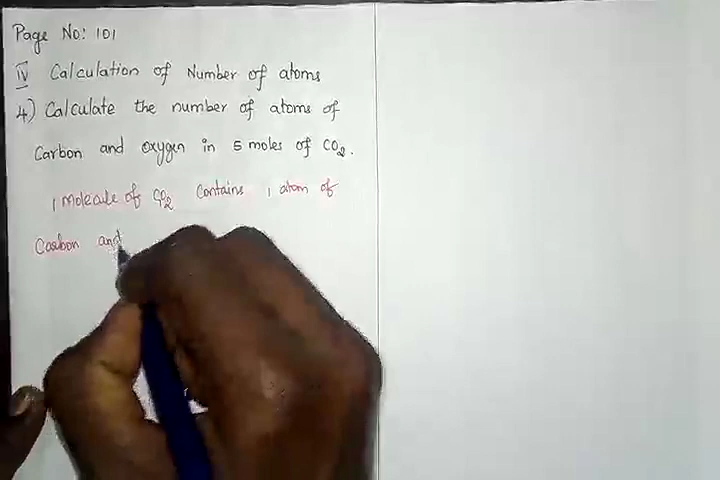 Page No: 101
IV Calculation of Number of atoms
4) Calculate the number of atoms of
Carbon and oxygen in 5 moles of CO₂.
1 molecule of CO₂ Contains 1 atom of
Carbon and